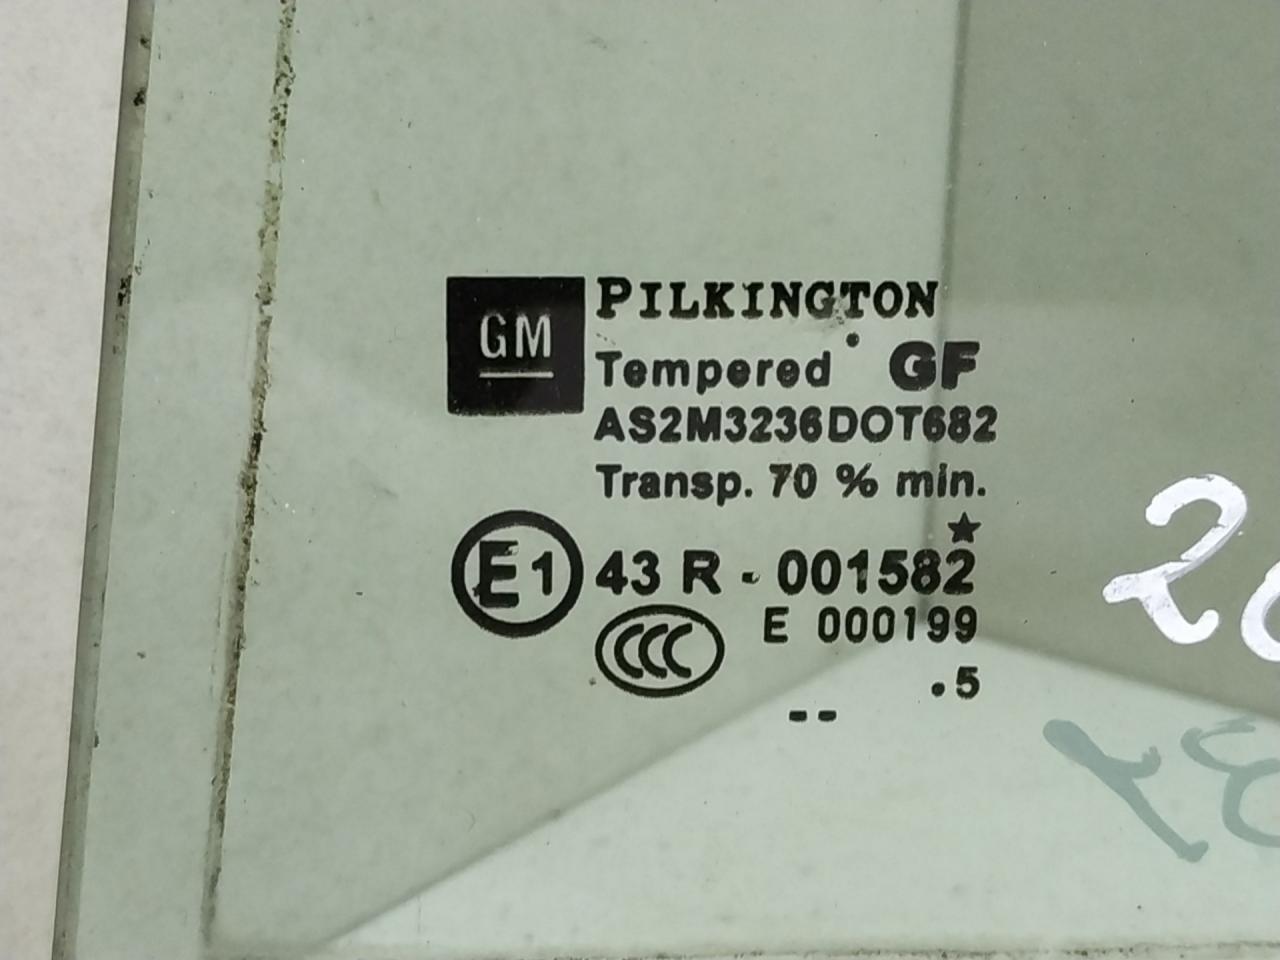 GM
PILKINGTON
Tempered GF
AS2M3236DOT682
Transp. 70 % min.
E1 43 R - 001582
CCC E 000199
.5
--